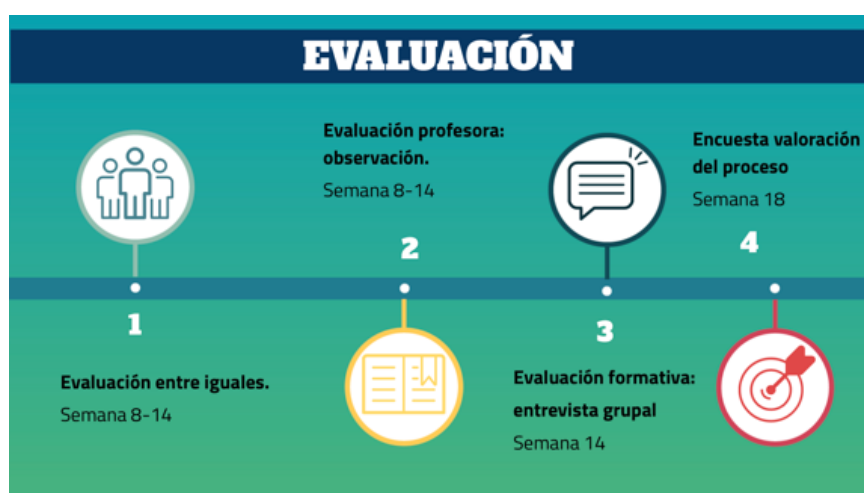 EVALUACIÓN
1
Evaluación entre iguales.
Semana 8-14
Evaluación profesora:
observación.
Semana 8-14
2
3
Evaluación formativa:
entrevista grupal
Semana 14
Encuesta valoración
del proceso
Semana 18
4